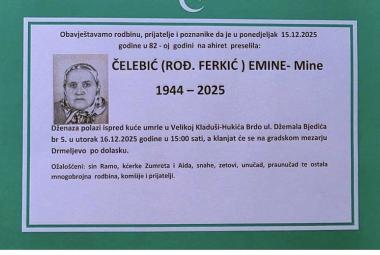 Obavještavamo rodbinu, prijatelje i poznanike da je u ponedjeljak 15.12.2025
godine u 82 - oj godini na ahiret preselila:
ČELEBIĆ (ROĐ. FERKIĆ ) EMINE- Mine
1944 – 2025
Dženaza polazi ispred kuće umrle u Velikoj Kladuši-Hukića Brdo ul. Džemala Bjedića
br 5. u utorak 16.12.2025 godine u 15:00 sati, a klanjat će se na gradskom mezarju
Drmeljevo po dolasku.
Ožalošćeni: sin Ramo, kćerke Zumreta i Aida, snahe, zetovi, unučad, praunučad te ostala
mnogobrojna rodbina, komšije i prijatelji.